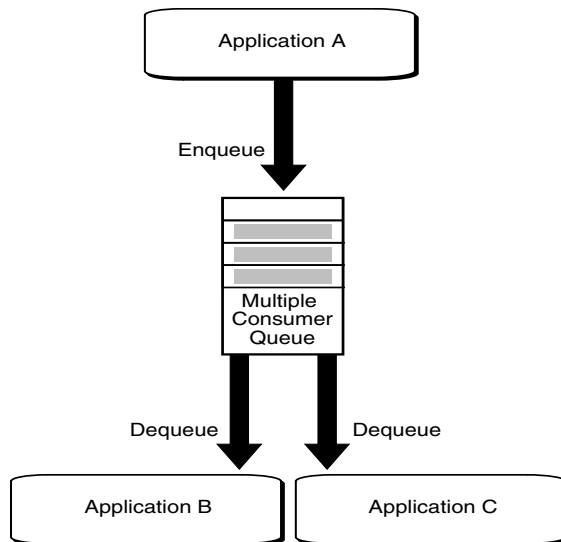 Application A
Enqueue
Multiple
Consumer
Queue
Dequeue
Dequeue
Application B
Application C